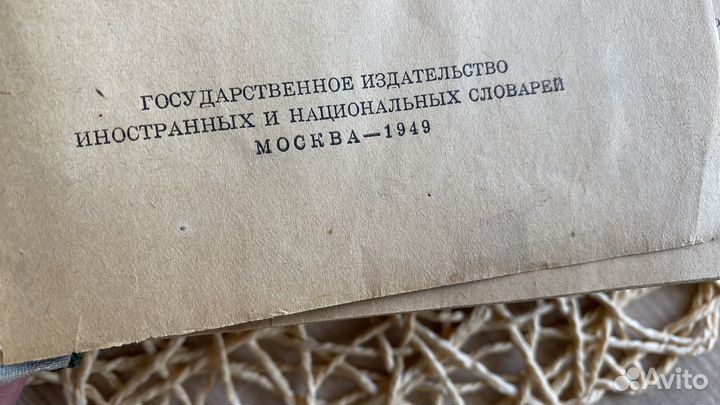 ГОСУДАРСТВЕННОЕ ИЗДАТЕЛЬСТВО
ИНОСТРАННЫХ И НАЦИОНАЛЬНЫХ СЛОВАРЕЙ
МОСКВА—1949
Avito